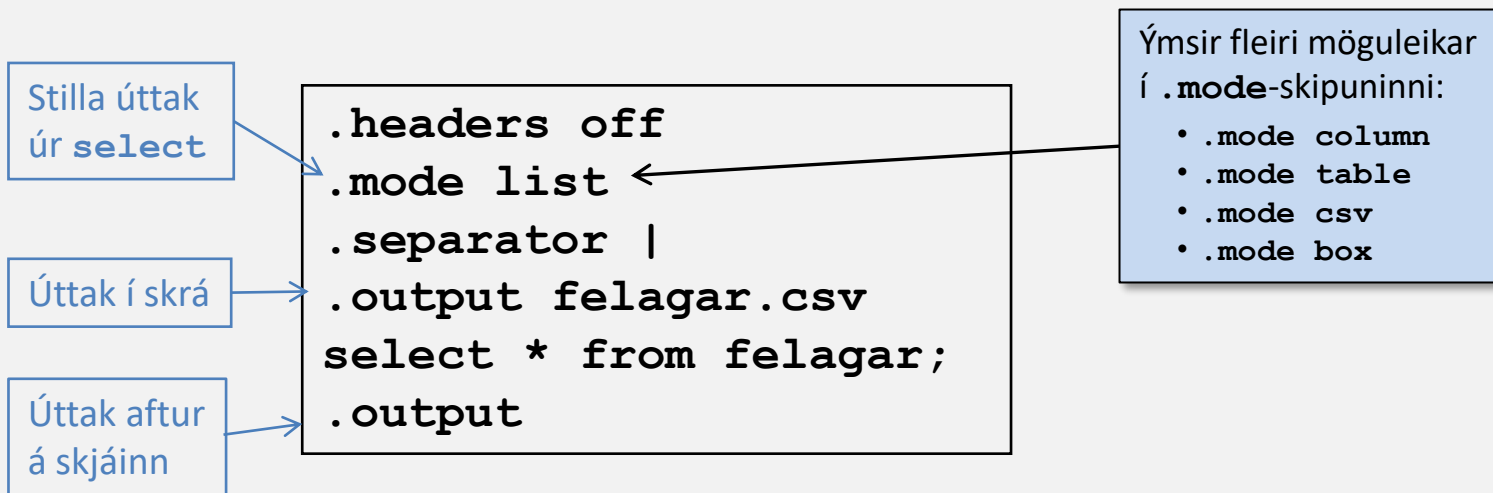 Stilla úttak
úr select
Úttak í skrá
Úttak aftur
á skjáinn
.headers off
.mode list
.separator |
.output felagar.csv
select * from felagar;
.output
Ýmsir fleiri möguleikar
í .mode-skipuninni:
• .mode column
• .mode table
• .mode csv
• .mode box